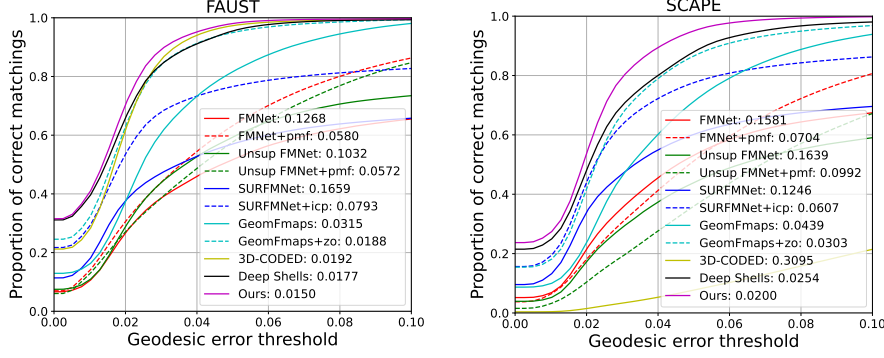 FAUST
Proportion of correct matchings
1.0
0.8
0.6
0.4
0.2
0.0
FMNet: 0.1268
FMNet+pmf: 0.0580
Unsup FMNet: 0.1032
Unsup FMNet+pmf: 0.0572
SURFMNet: 0.1659
SURFMNet+icp: 0.0793
GeomFmaps: 0.0315
GeomFmaps+zo: 0.0188
3D-CODED: 0.0192
Deep Shells: 0.0177
Ours: 0.0150
0.00 0.02 0.04 0.06 0.08 0.10
Geodesic error threshold
SCAPE
Proportion of correct matchings
1.0
0.8
0.6
0.4
0.2
0.0
FMNet: 0.1581
FMNet+pmf: 0.0704
Unsup FMNet: 0.1639
Unsup FMNet+pmf: 0.0992
SURFMNet: 0.1246
SURFMNet+icp: 0.0607
GeomFmaps: 0.0439
GeomFmaps+zo: 0.0303
3D-CODED: 0.3095
Deep Shells: 0.0254
Ours: 0.0200
0.00 0.02 0.04 0.06 0.08 0.10
Geodesic error threshold